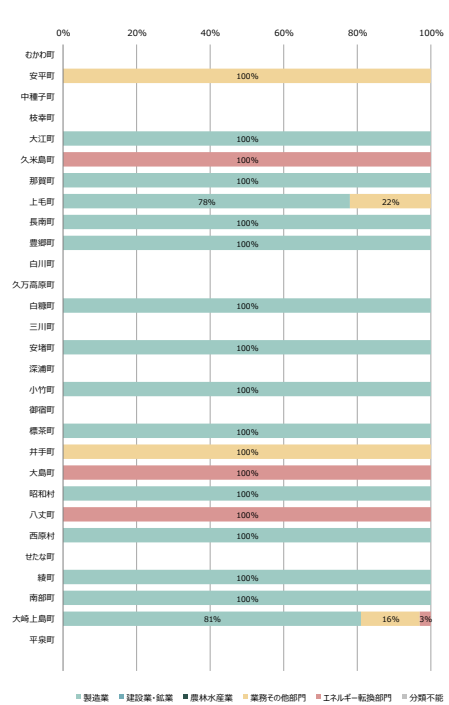 0% 20% 40% 60% 80% 100%
むかわ町
安平町 100%
中種子町
枝幸町
大江町 100%
久米島町 100%
那賀町 100%
上毛町 78% 22%
長南町 100%
豊郷町 100%
白川町
久万高原町
白糠町 100%
三川町
安堵町 100%
深浦町
小竹町 100%
御宿町
標茶町 100%
井手町 100%
大島町 100%
昭和村 100%
八丈町 100%
西原村 100%
せたな町
綾町 100%
南部町 100%
大崎上島町 81% 16% 3%
平泉町
製造業 建設業・鉱業 農林水産業 業務その他部門 エネルギー転換部門 分類不能